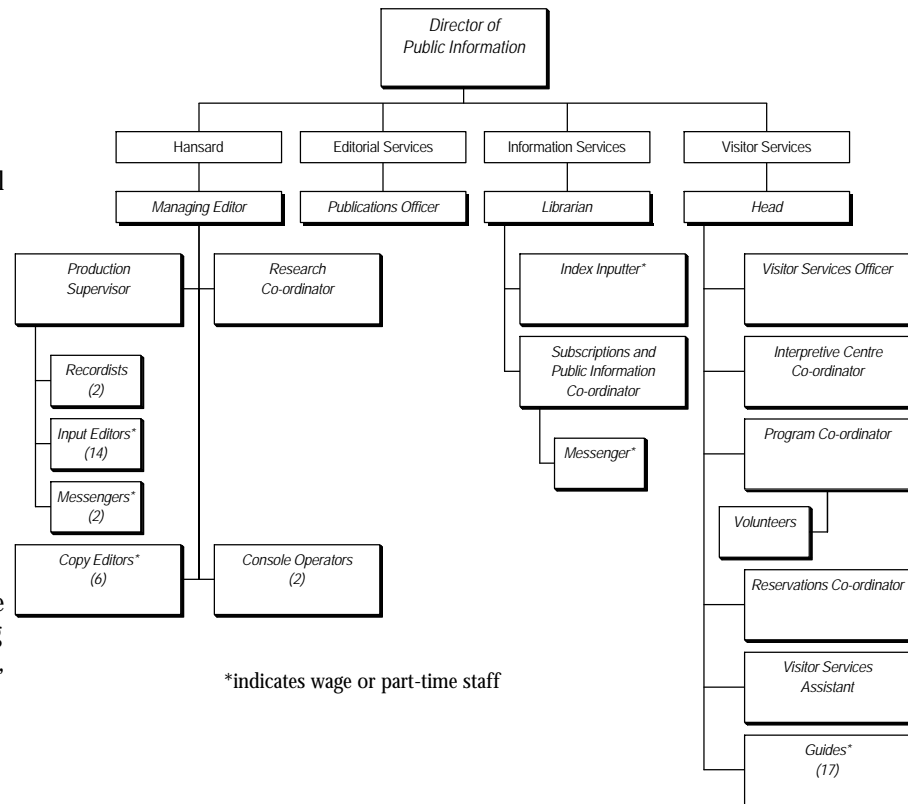 Director of
Public Information
Hansard
Editorial Services
Information Services
Visitor Services
Managing Editor
Publications Officer
Librarian
Head
Production
Supervisor
Research
Co-ordinator
Recordists
(2)
Input Editors*
(14)
Messengers*
(2)
Copy Editors*
(6)
Console Operators
(2)
Index Inputter*
Subscriptions and
Public Information
Co-ordinator
Messenger*
Visitor Services Officer
Interpretive Centre
Co-ordinator
Program Co-ordinator
Volunteers
Reservations Co-ordinator
Visitor Services
Assistant
Guides*
(17)
*indicates wage or part-time staff